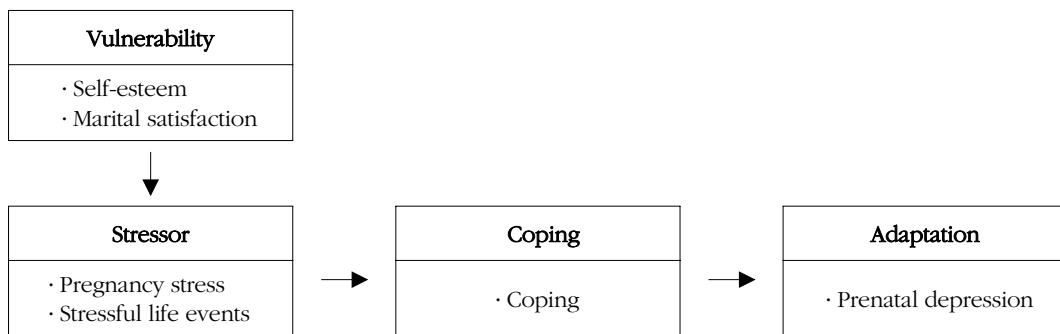 Vulnerability
· Self-esteem
· Marital satisfaction
Stressor
· Pregnancy stress
· Stressful life events
Coping
· Coping
Adaptation
· Prenatal depression